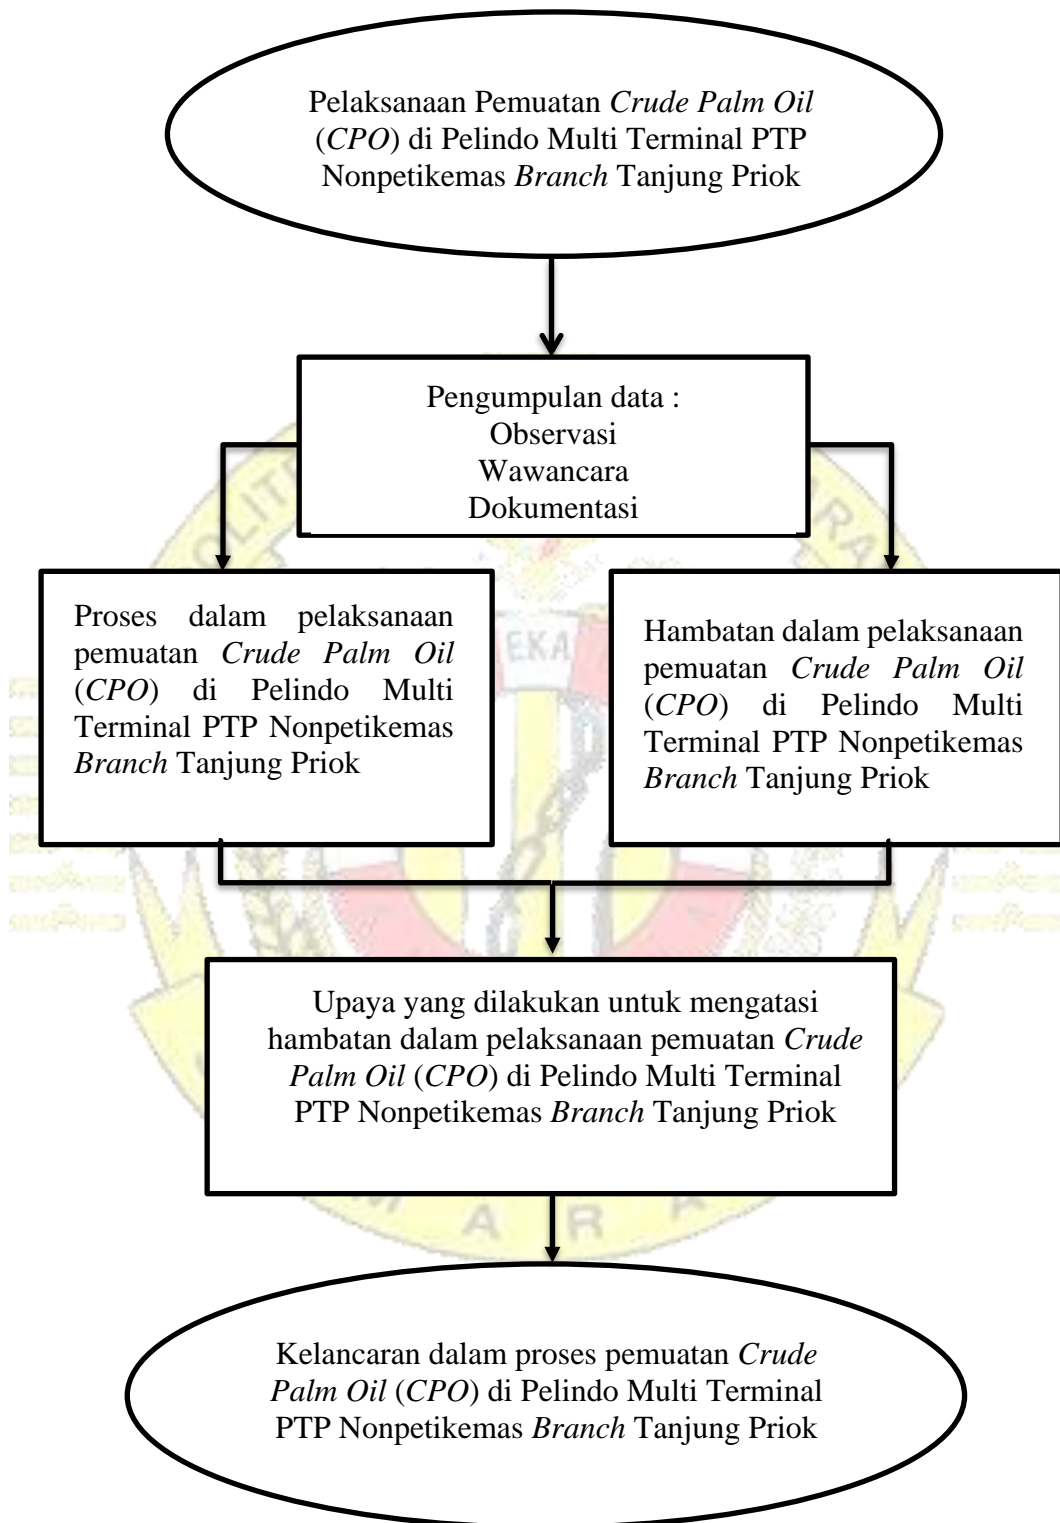 Pelaksanaan Pemuatan Crude Palm Oil
(CPO) di Pelindo Multi Terminal PTP
Nonpetikemas Branch Tanjung Priok
Pengumpulan data :
Observasi
Wawancara
Dokumentasi
Proses dalam pelaksanaan
pemuatan Crude Palm Oil
(CPO) di Pelindo Multi
Terminal PTP Nonpetikemas
Branch Tanjung Priok
Hambatan dalam pelaksanaan
pemuatan Crude Palm Oil
(CPO) di Pelindo Multi
Terminal PTP Nonpetikemas
Branch Tanjung Priok
Upaya yang dilakukan untuk mengatasi
hambatan dalam pelaksanaan pemuatan Crude
Palm Oil (CPO) di Pelindo Multi Terminal
PTP Nonpetikemas Branch Tanjung Priok
Kelancaran dalam proses pemuatan Crude
Palm Oil (CPO) di Pelindo Multi Terminal
PTP Nonpetikemas Branch Tanjung Priok